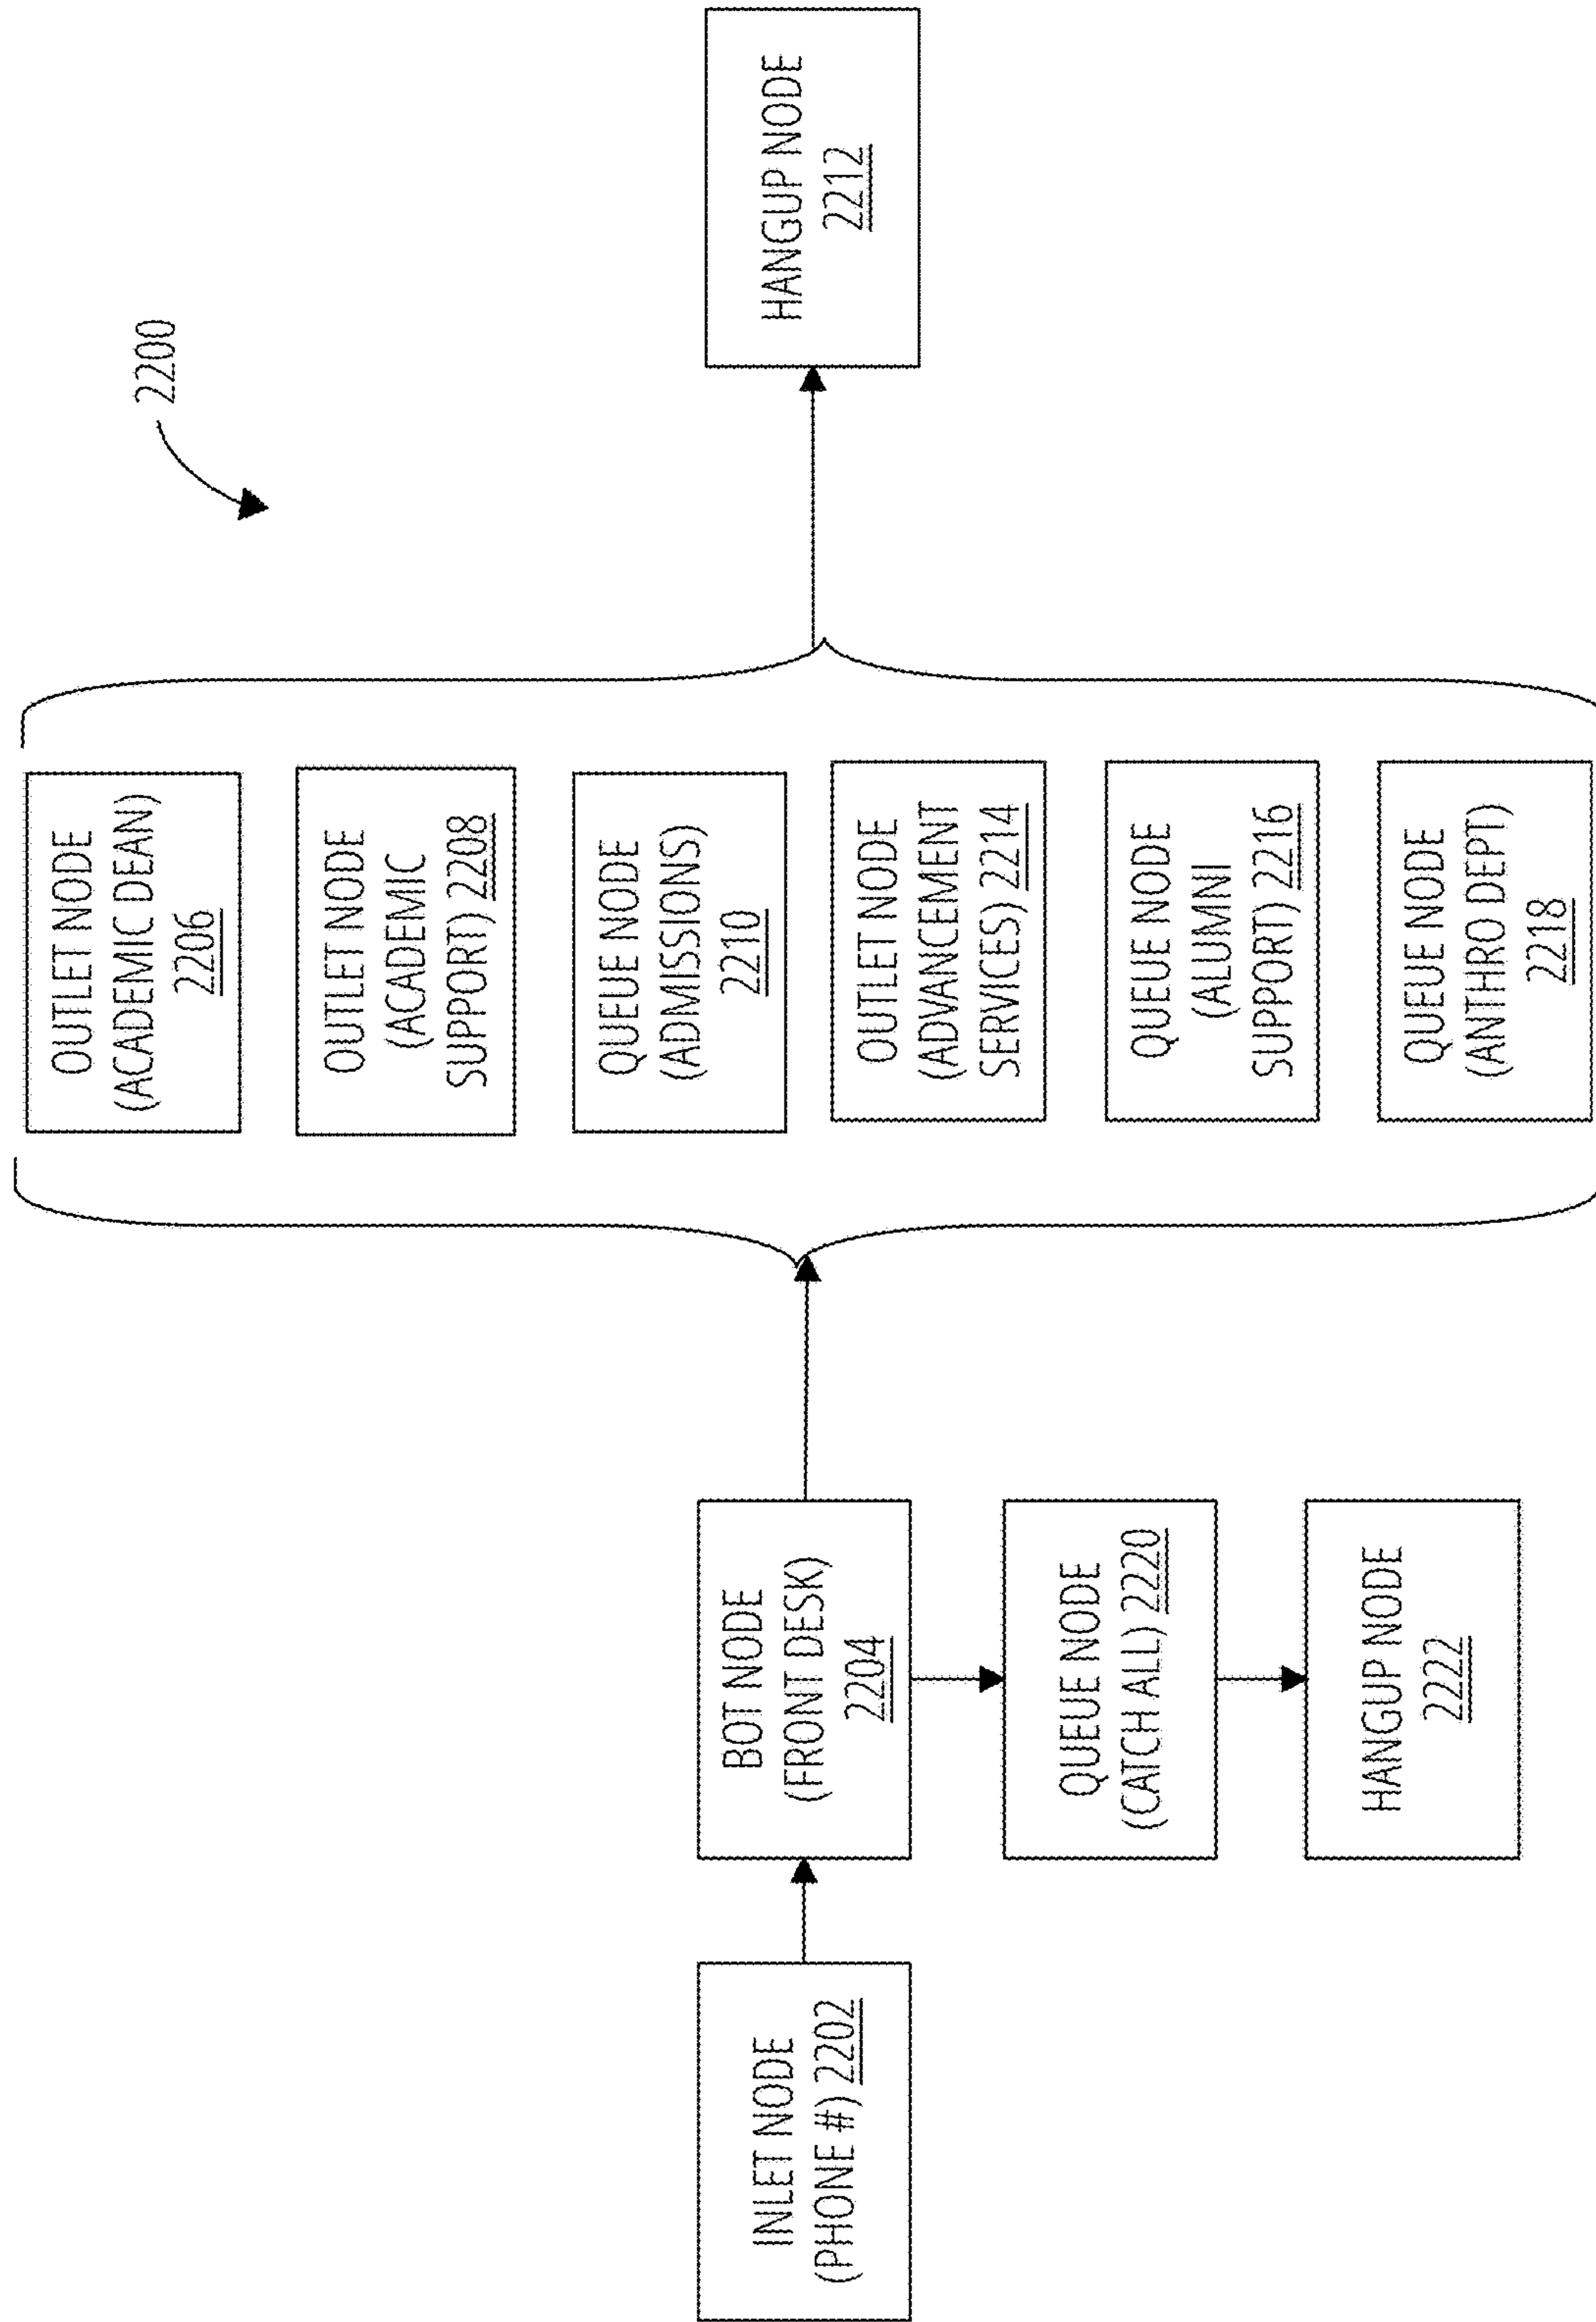 2200
INLET NODE
(PHONE #) 2202
BOT NODE
(FRONT DESK)
2204
QUEUE NODE
(CATCH ALL) 2220
HANGUP NODE
2222
OUTLET NODE
(ACADEMIC DEAN)
2206
OUTLET NODE
(ACADEMIC
SUPPORT) 2208
QUEUE NODE
(ADMISSIONS)
2210
OUTLET NODE
(ADVANCEMENT
SERVICES) 2214
QUEUE NODE
(ALUMNI
SUPPORT) 2216
QUEUE NODE
(ANTHRO DEPT)
2218
HANGUP NODE
2212